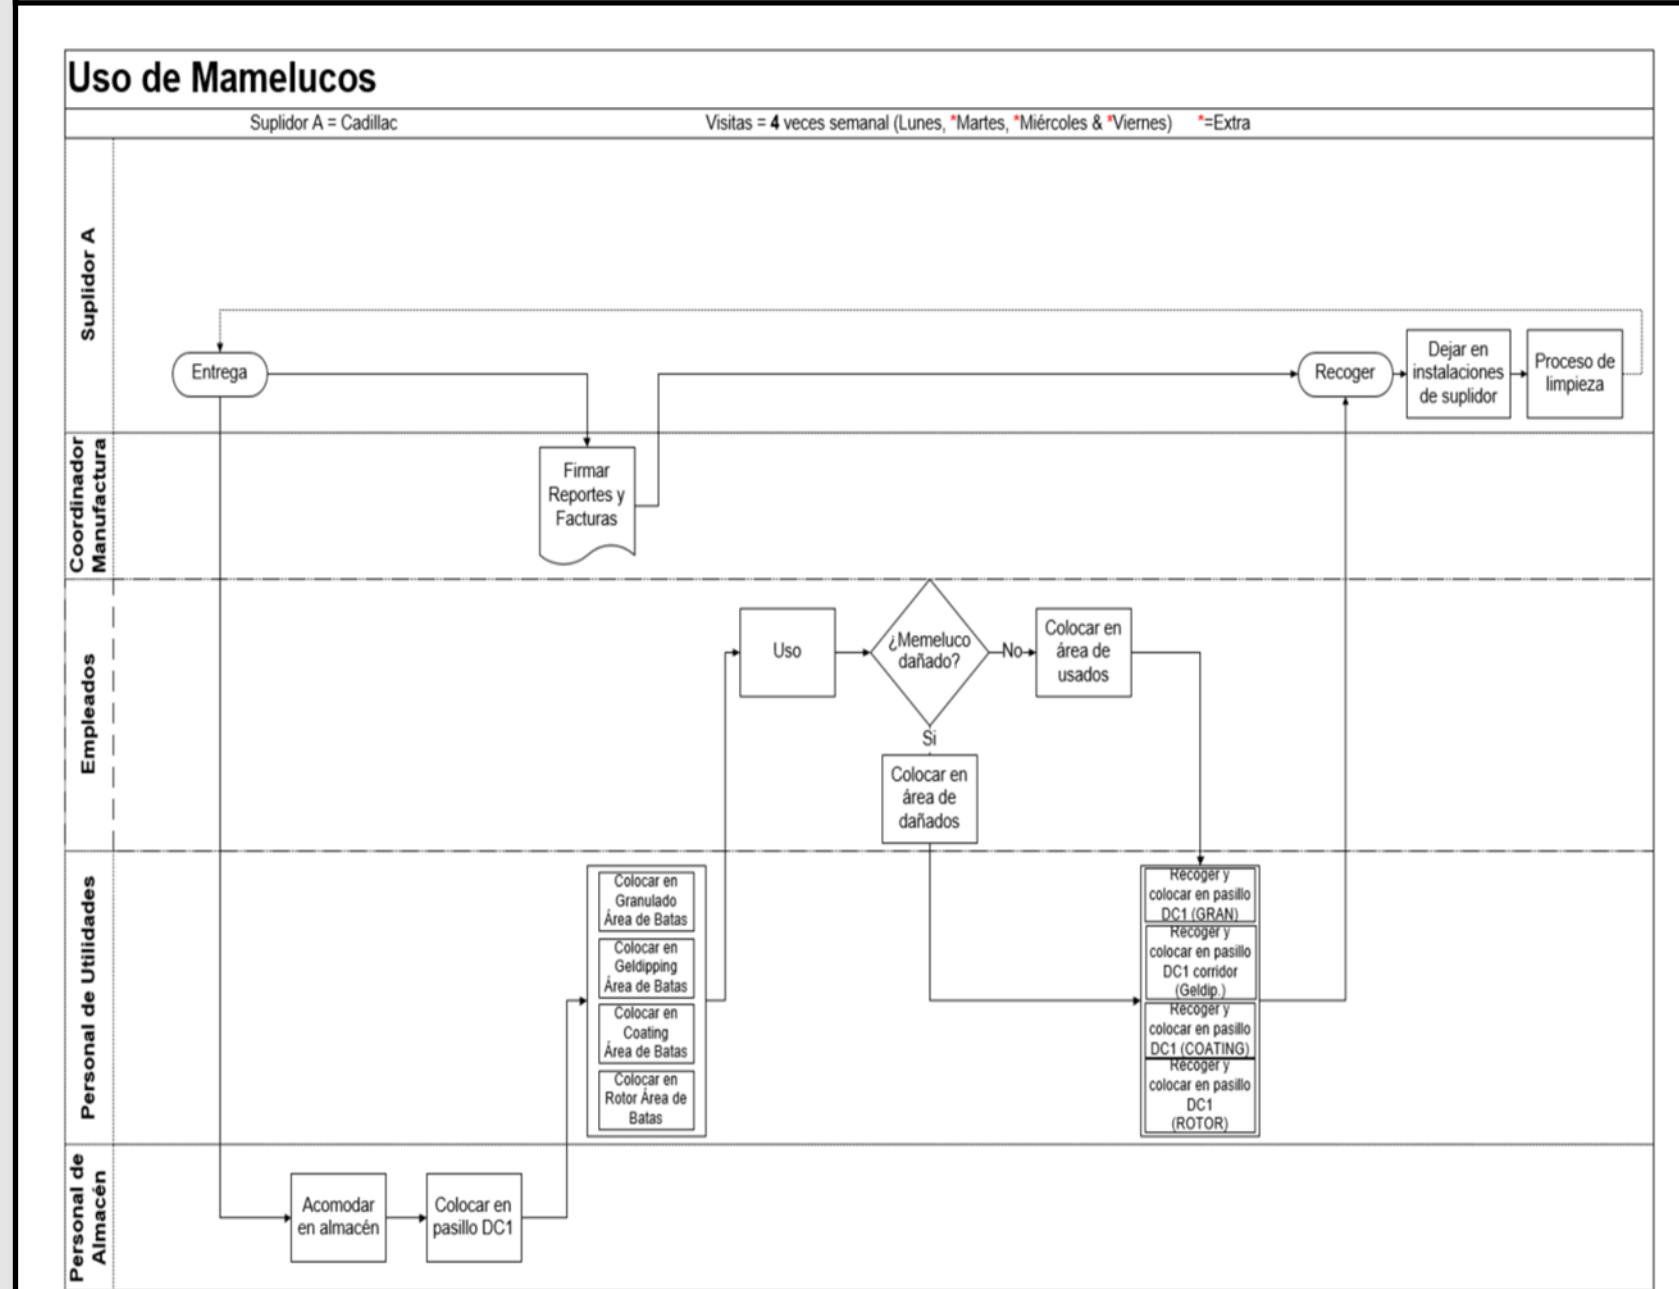 Uso de Mamelucos
Suplidor A = Cadillac
Visitas = 4 veces semanal (Lunes, *Martes, *Miércoles & *Viernes) *=Extra
Suplidor A
Entrega
Recoger
Dejar en
instalaciones
de suplidor
Proceso de
limpieza
Coordinador
Manufactura
Firmar
Reportes y
Facturas
Empleados
Uso
¿Memeluco
dañado?
No
Colocar en
área de
usados
Si
Colocar en
área de
dañados
Personal de Utilidades
Colocar en
Granulado
Área de Batas
Colocar en
Geldipping
Área de Batas
Colocar en
Coating
Área de Batas
Colocar en
Rotor Área de
Batas
Recoger y
colocar en pasillo
DC1 (GRAN)
Recoger y
colocar en pasillo
DC1 corridor
(Geldip.)
Recoger y
colocar en pasillo
DC1 (COATING)
Recoger y
colocar en pasillo
DC1
(ROTOR)
Personal de
Almacén
Acomodar
en almacén
Colocar en
pasillo DC1